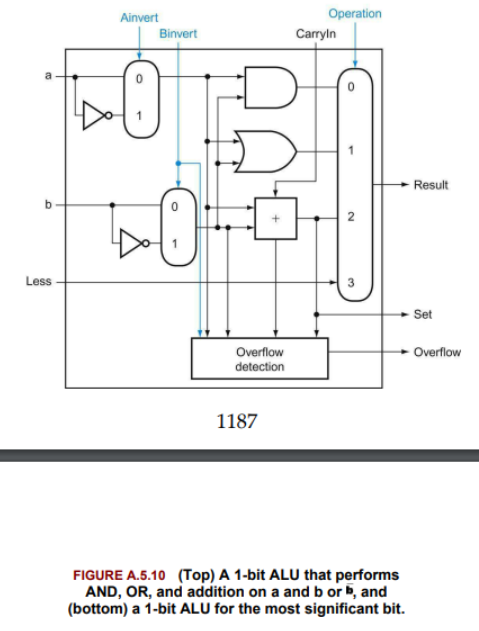 Operation
Ainvert
Binvert
CarryIn
a
0
1
0
1
b
0
1
+
2
Result
Less
3
Set
Overflow
detection
Overflow
1187
FIGURE A.5.10 (Top) A 1-bit ALU that performs
AND, OR, and addition on a and b or b̅, and
(bottom) a 1-bit ALU for the most significant bit.